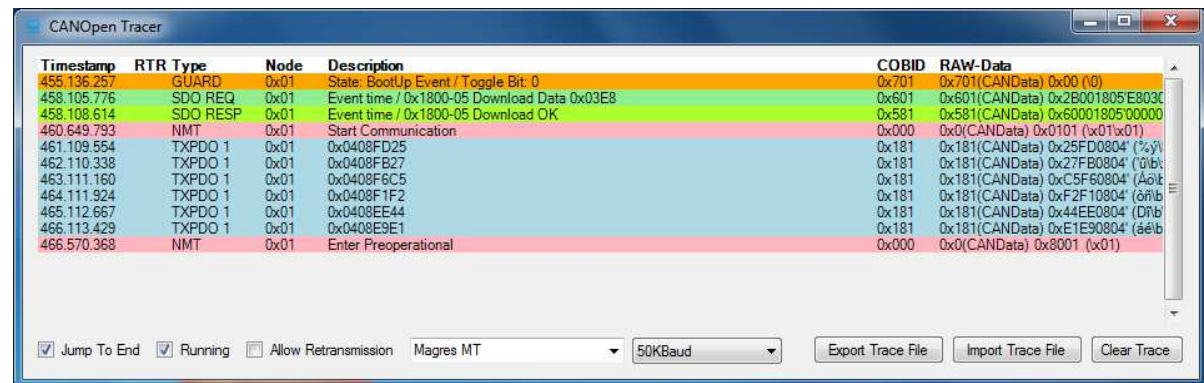 CANOpen Tracer
Timestamp RTR Type Node Description COBID RAW-Data
455.136.257 GUARD 0x01 State: BootUp Event / Toggle Bit: 0 0x701 0x701(CANData) 0x00 (\0)
458.105.776 SDO REQ 0x01 Event time / 0x1800-05 Download Data 0x03E8 0x601 0x601(CANData) 0x2B001805'E8030
458.108.614 SDO RESP 0x01 Event time / 0x1800-05 Download OK 0x581 0x581(CANData) 0x60001805'00000
460.649.793 NMT 0x01 Start Communication 0x000 0x0(CANData) 0x0101 (\x01\x01)
461.109.554 TXPDO 1 0x01 0x0408FD25 0x181 0x181(CANData) 0x25FD0804' (%ý\
462.110.338 TXPDO 1 0x01 0x0408FB27 0x181 0x181(CANData) 0x27FB0804' ('û\b\
463.111.160 TXPDO 1 0x01 0x0408F6C5 0x181 0x181(CANData) 0xC5F60804' (Åö\b
464.111.924 TXPDO 1 0x01 0x0408F1F2 0x181 0x181(CANData) 0xF2F10804' (òñ\b
465.112.667 TXPDO 1 0x01 0x0408EE44 0x181 0x181(CANData) 0x44EE0804' (Dî\b
466.113.429 TXPDO 1 0x01 0x0408E9E1 0x181 0x181(CANData) 0xE1E90804' (áé\b
466.570.368 NMT 0x01 Enter Preoperational 0x000 0x0(CANData) 0x8001 (\x01)
Jump To End Running Allow Retransmission Magres MT 50KBaud Export Trace File Import Trace File Clear Trace